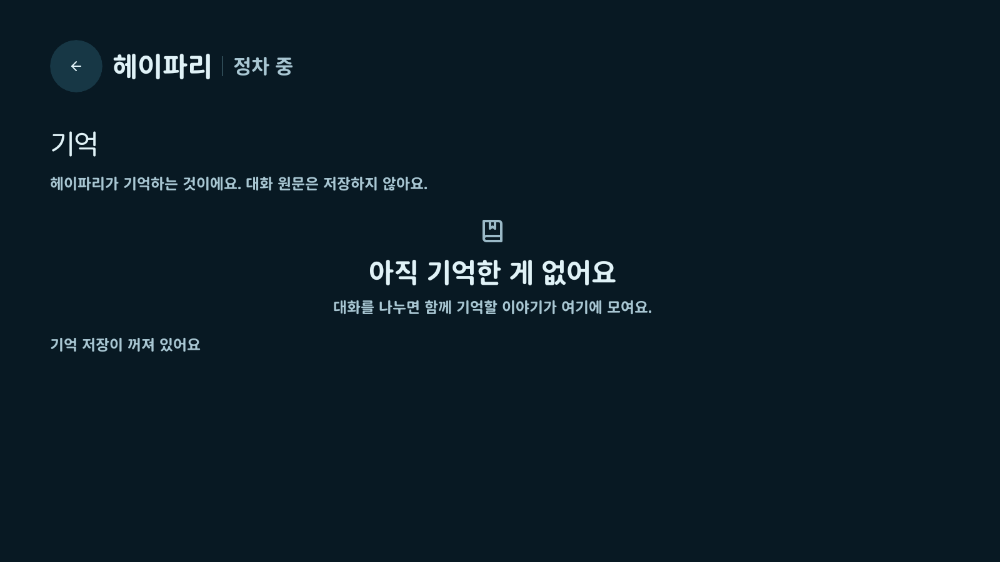 헤이파리 | 정차 중
기억
헤이파리가 기억하는 것이에요. 대화 원문은 저장하지 않아요.
아직 기억한 게 없어요
대화를 나누면 함께 기억할 이야기가 여기에 모여요.
기억 저장이 꺼져 있어요